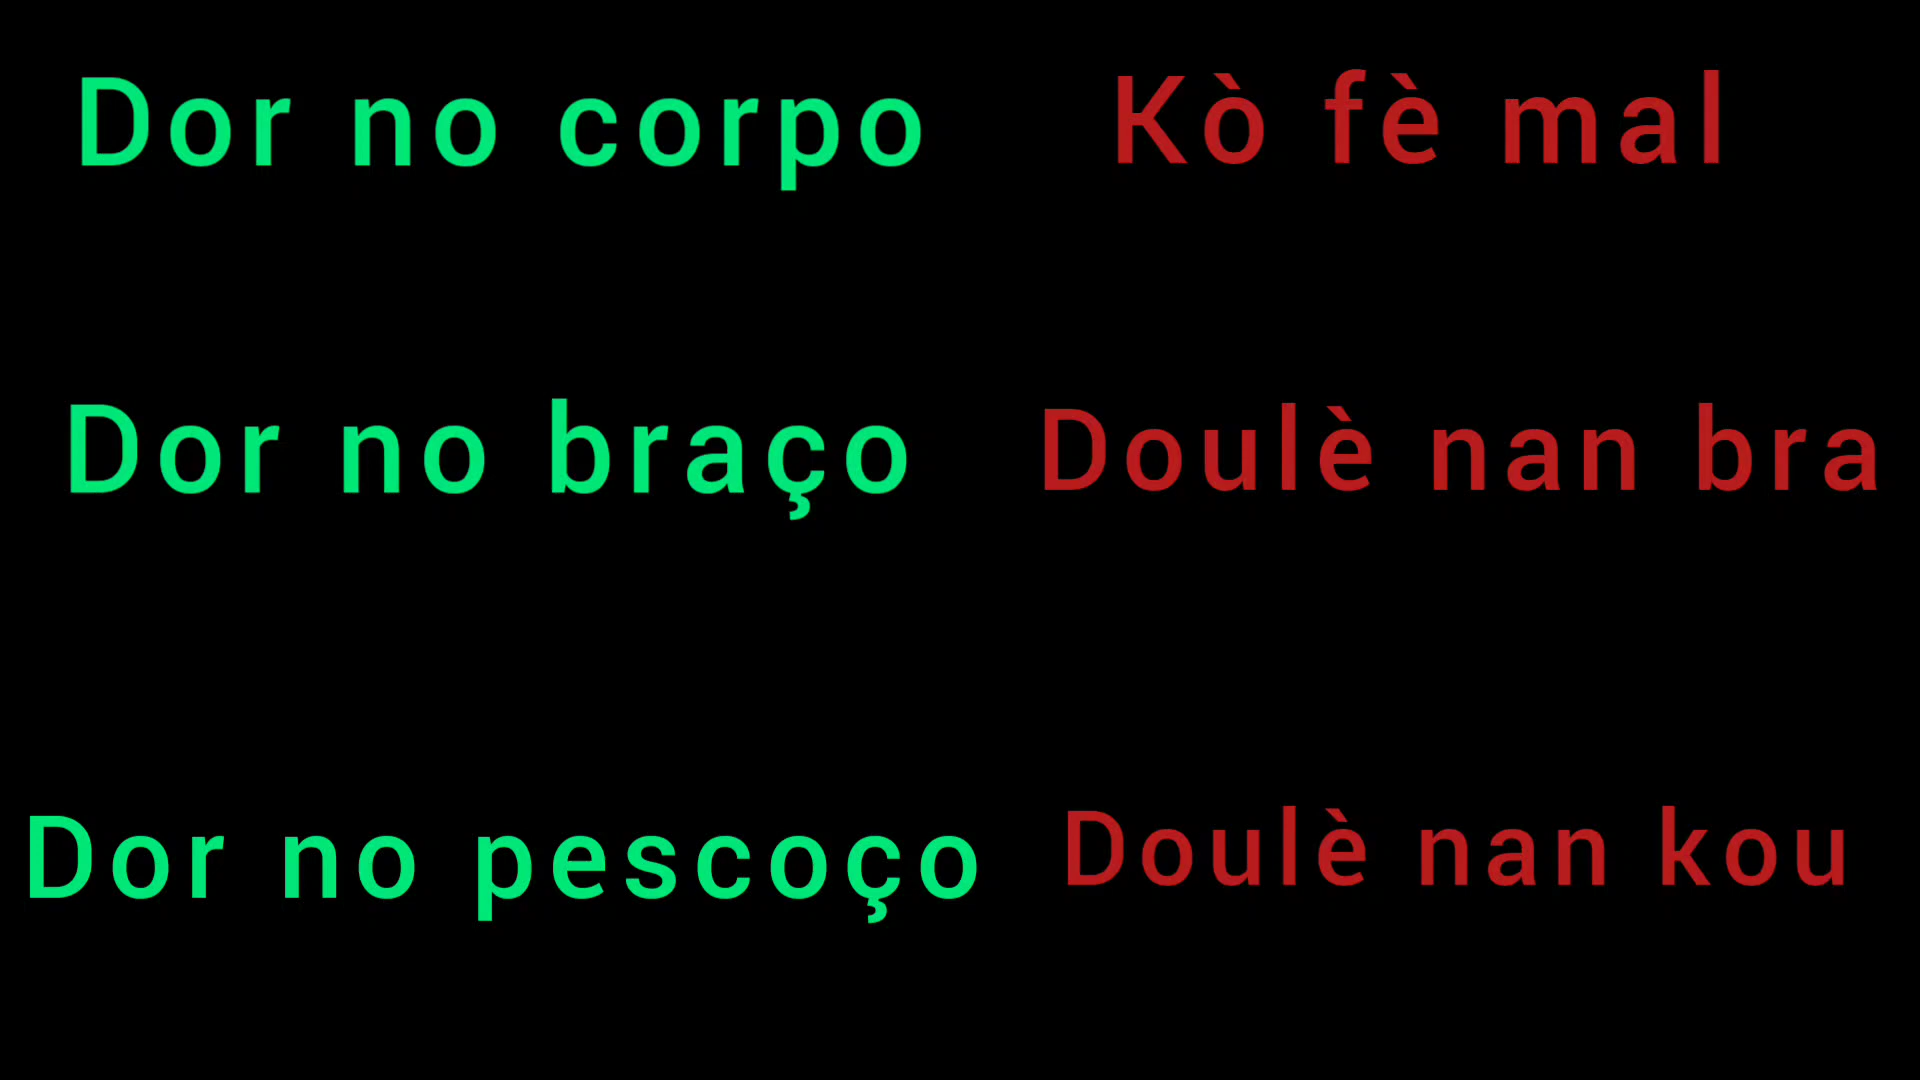 Dor no corpo Kò fè mal
Dor no braço Doulè nan bra
Dor no pescoço Doulè nan kou